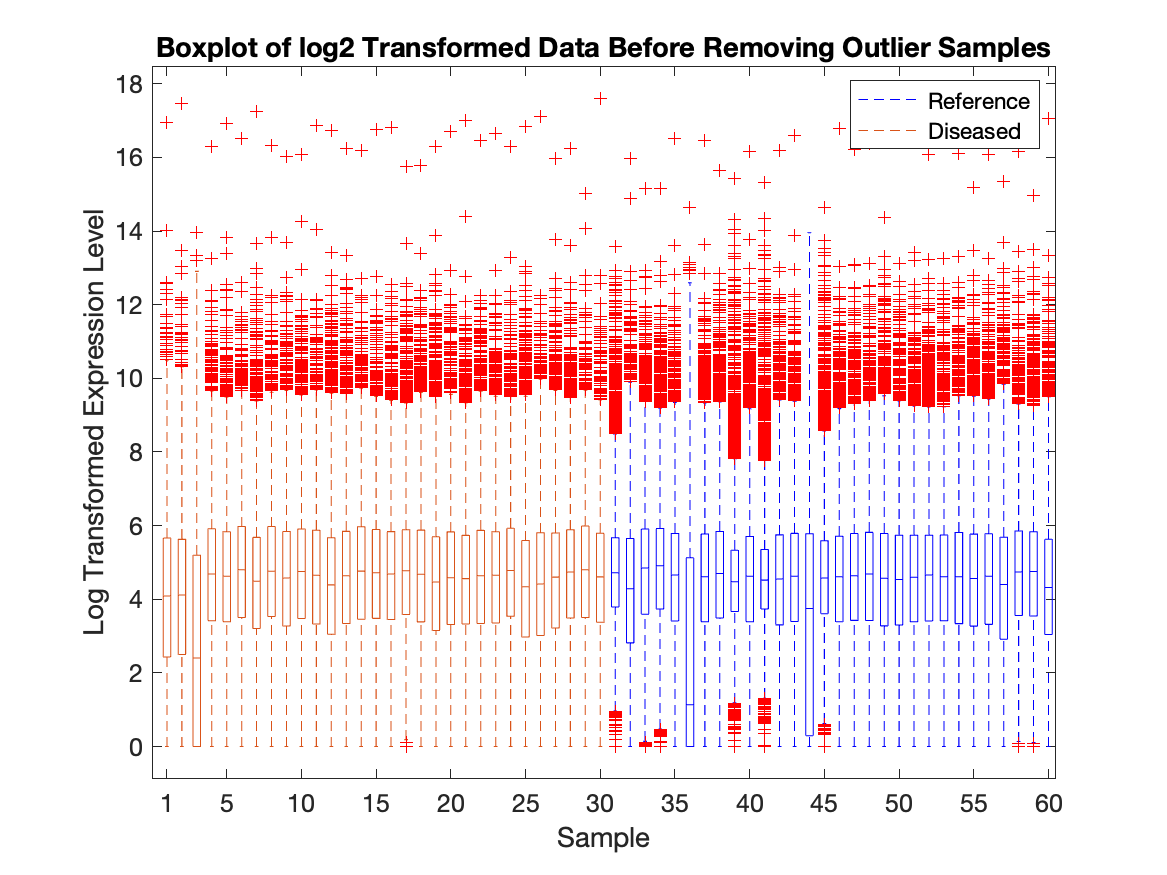 Boxplot of log2 Transformed Data Before Removing Outlier Samples
Reference
Diseased
18
16
14
12
10
8
6
4
2
0
Log Transformed Expression Level
1 5 10 15 20 25 30 35 40 45 50 55 60
Sample